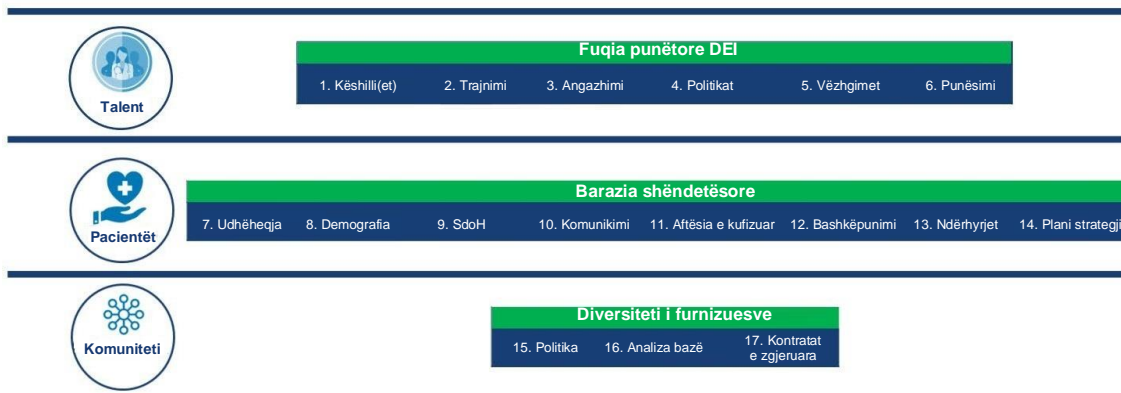 Talent
Fuqia punëtore DEI
1. Këshilli(et) 2. Trajnimi 3. Angazhimi 4. Politikat 5. Vëzhgimet 6. Punësimi
Pacientët
Barazia shëndetësore
7. Udhëheqja 8. Demografia 9. SdoH 10. Komunikimi 11. Aftësia e kufizuar 12. Bashkëpunimi 13. Ndërhyrjet 14. Plani strategji
Komuniteti
Diversiteti i furnizuesve
15. Politika 16. Analiza bazë 17. Kontratat
e zgjeruara